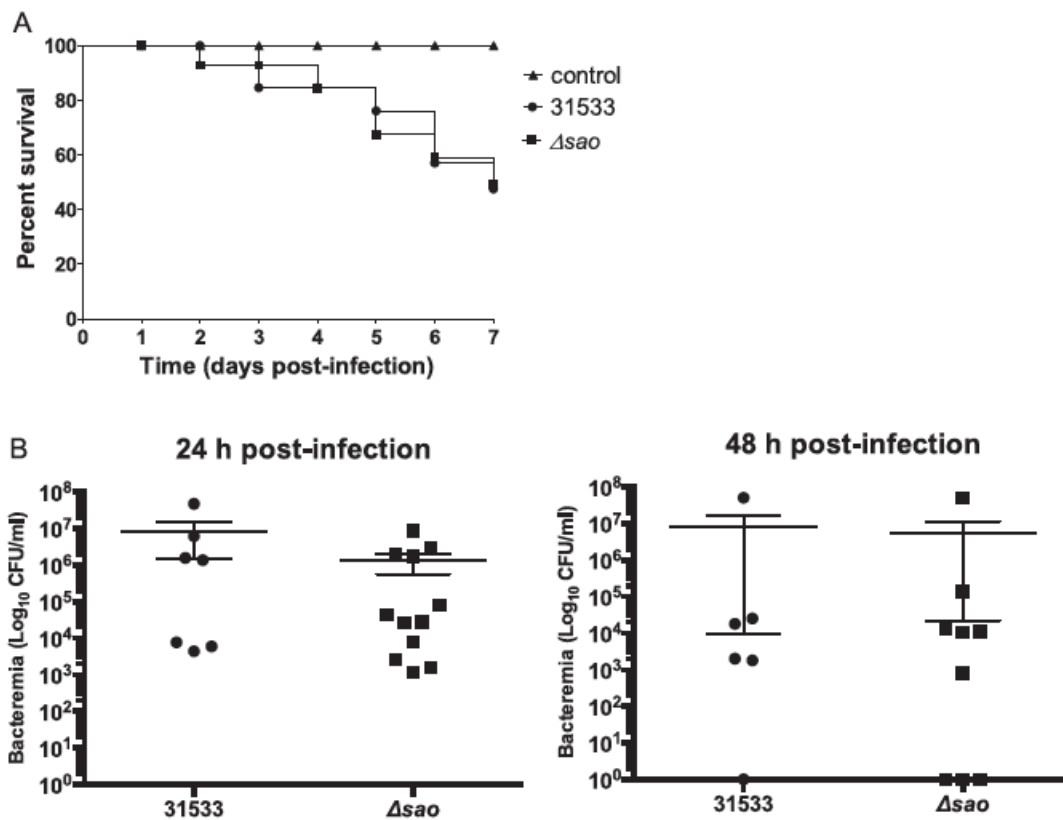 A
100
80
60
40
20
0
Percent survival
0 1 2 3 4 5 6 7
Time (days post-infection)
control
31533
Δsao
B
24 h post-infection
Bacteremia (Log₁₀ CFU/ml)
10⁸
10⁷
10⁶
10⁵
10⁴
10³
10²
10¹
10⁰
31533 Δsao
48 h post-infection
Bacteremia (Log₁₀ CFU/ml)
10⁸
10⁷
10⁶
10⁵
10⁴
10³
10²
10¹
10⁰
31533 Δsao